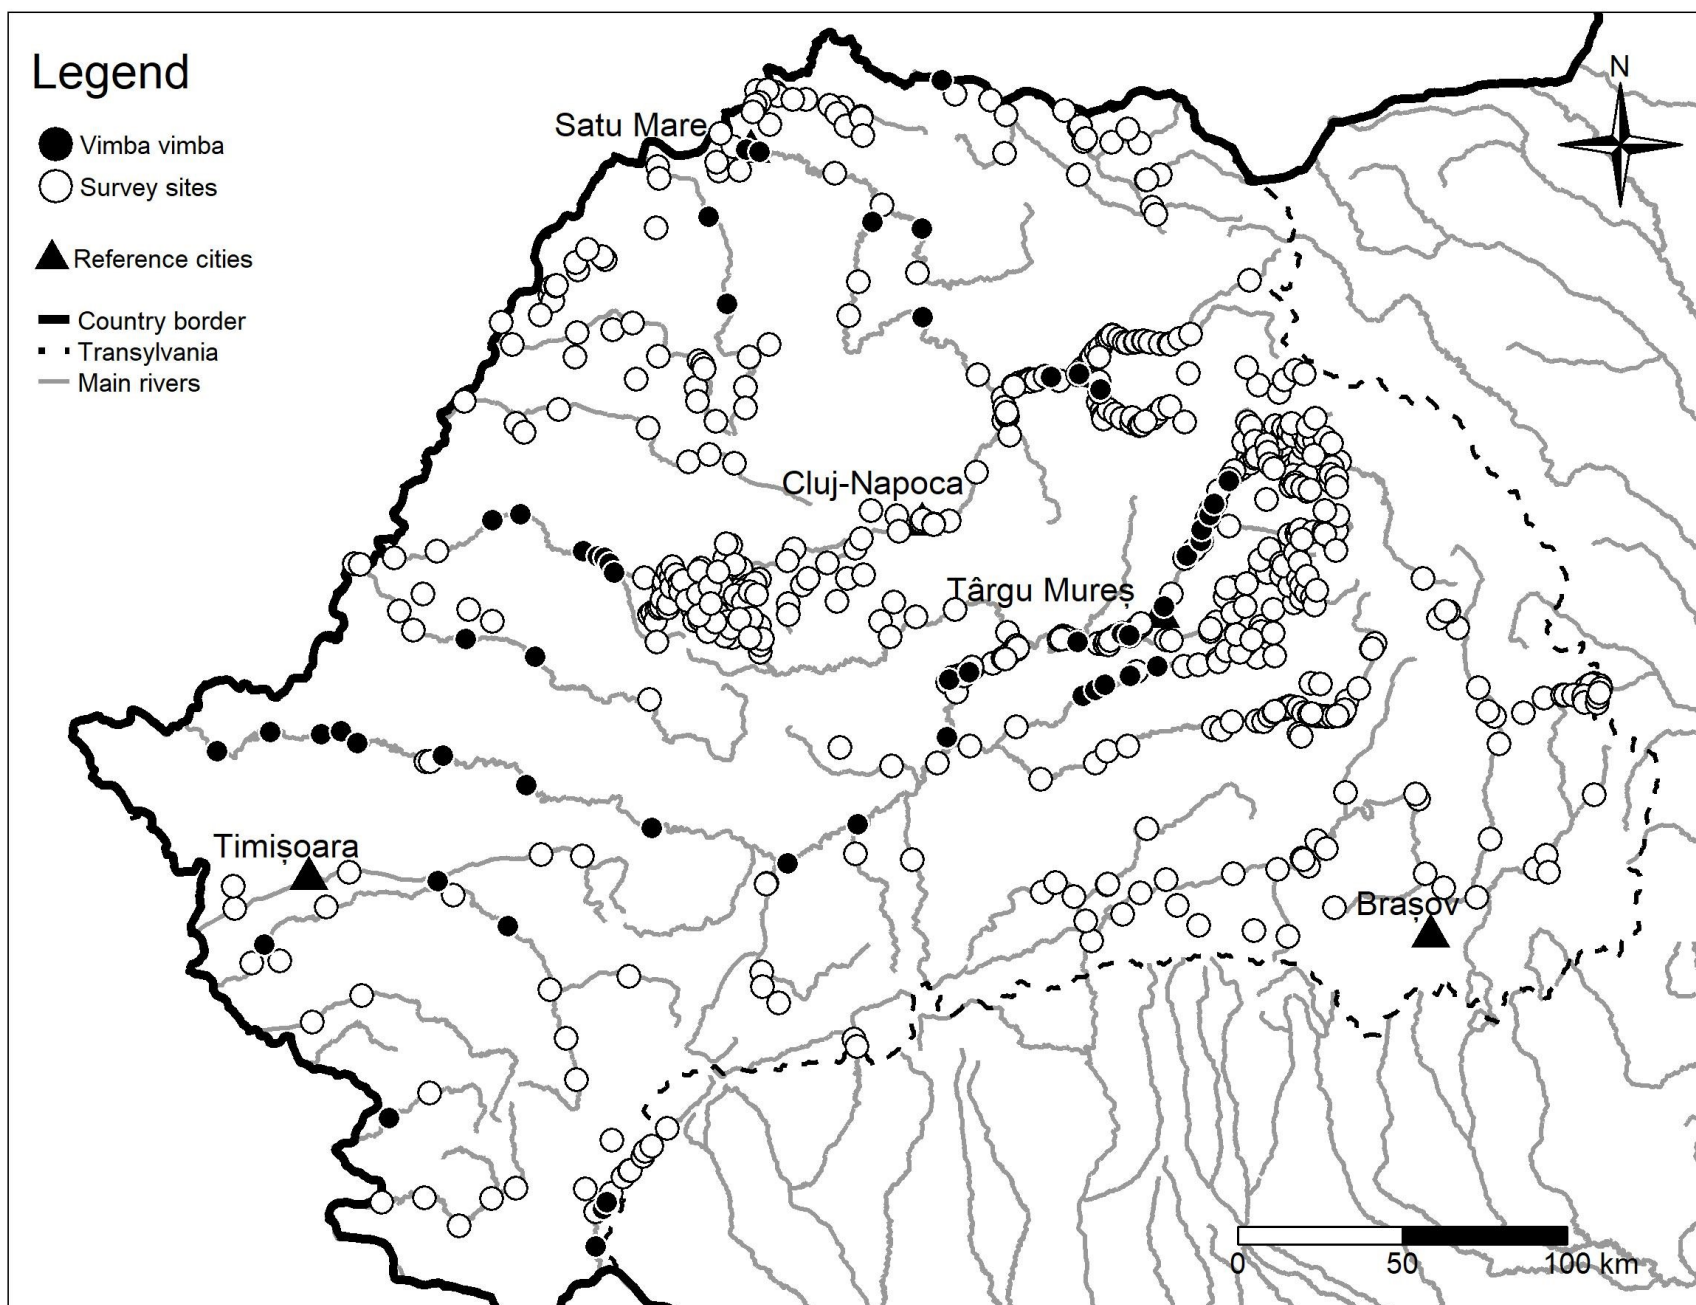 Legend
Vimba vimba
Survey sites
Reference cities
Country border
Transylvania
Main rivers
N
Satu Mare
Cluj-Napoca
Târgu Mureș
Timișoara
Brașov
0 50 100 km